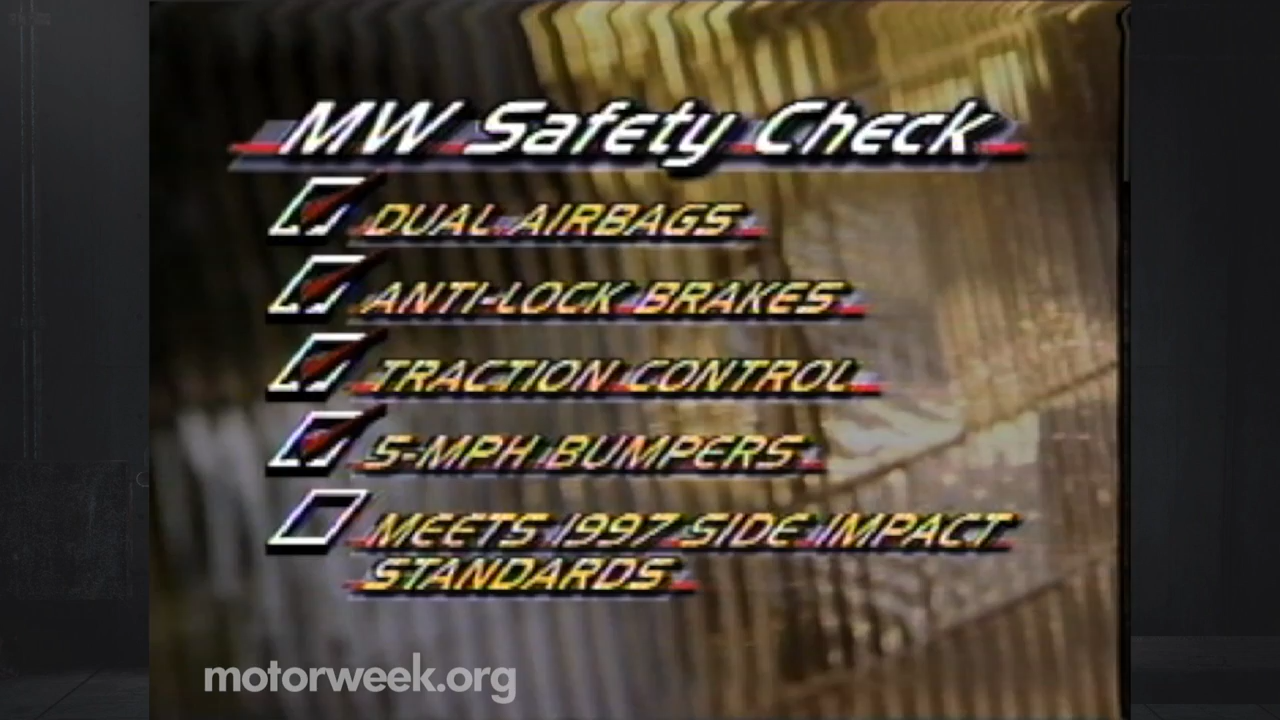 MW Safety Check
DUAL AIRBAGS
ANTI-LOCK BRAKES
TRACTION CONTROL
5-MPH BUMPERS
MEETS 1997 SIDE IMPACT
STANDARDS
motorweek.org